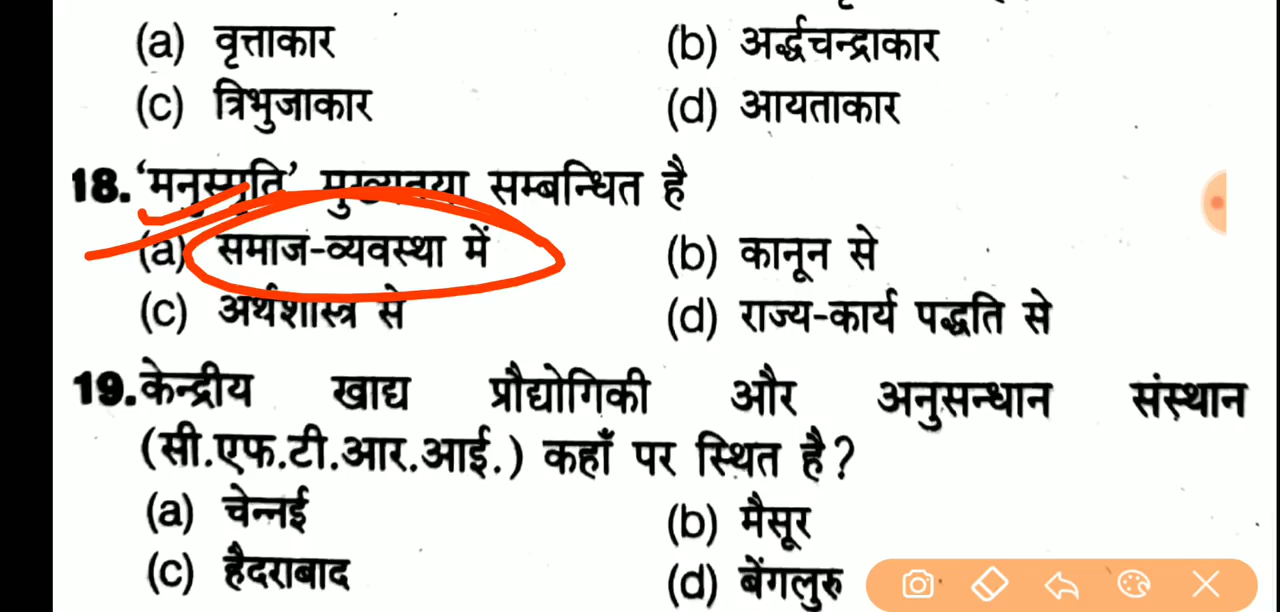 (a) वृत्ताकार (b) अर्द्धचन्द्राकार
(c) त्रिभुजाकार (d) आयताकार
18. 'मनुस्मृति' मुख्यतया सम्बन्धित है
(a) समाज-व्यवस्था में (b) कानून से
(c) अर्थशास्त्र से (d) राज्य-कार्य पद्धति से
19. केन्द्रीय खाद्य प्रौद्योगिकी और अनुसन्धान संस्थान
(सी.एफ.टी.आर.आई.) कहाँ पर स्थित है?
(a) चेन्नई (b) मैसूर
(c) हैदराबाद (d) बेंगलुरु